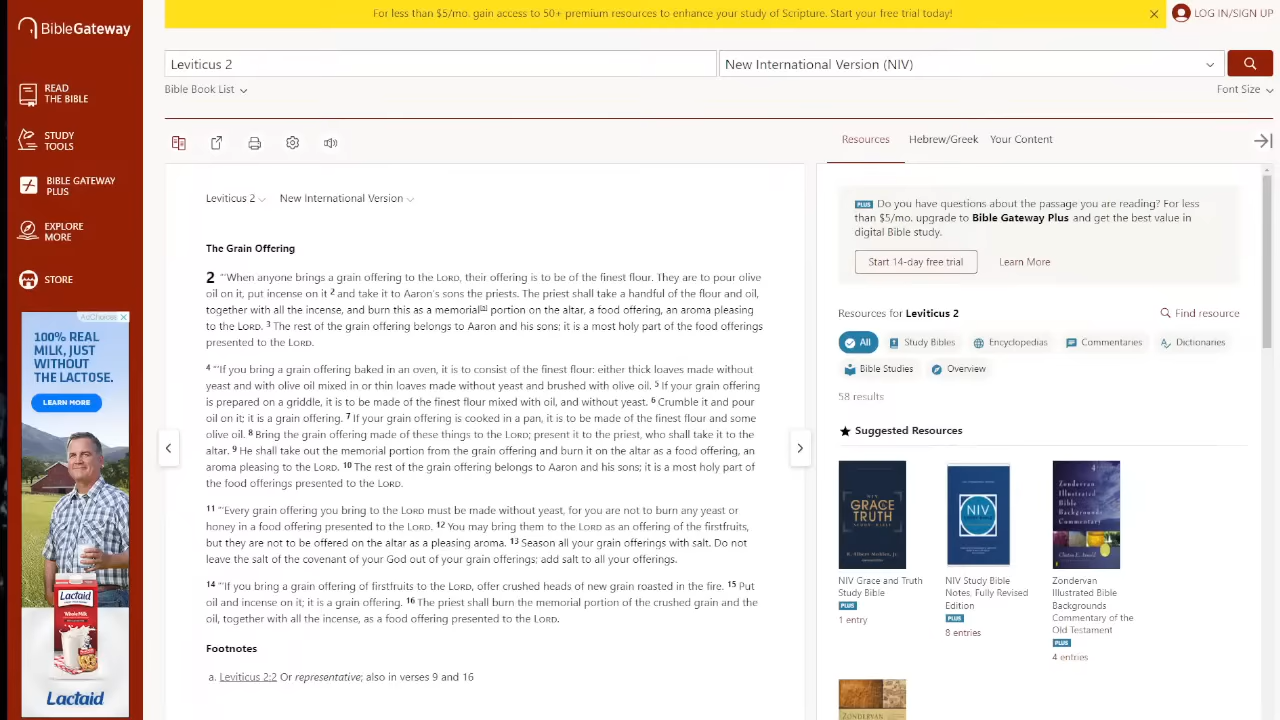 For less than $5/mo. gain access to 50+ premium resources to enhance your study of Scripture. Start your free trial today!
LOG IN/SIGN UP
BibleGateway
Leviticus 2
New International Version (NIV)
Bible Book List
Font Size
READ
THE BIBLE
STUDY
TOOLS
BIBLE GATEWAY
PLUS
EXPLORE
MORE
STORE
AdChoices
100% REAL
MILK, JUST
WITHOUT
THE LACTOSE.
LEARN MORE
Lactaid
WHOLE MILK
Lactaid
Leviticus 2
New International Version
The Grain Offering
2 “‘When anyone brings a grain offering to the LORD, their offering is to be of the finest flour. They are to pour olive
oil on it, put incense on it 2 and take it to Aaron’s sons the priests. The priest shall take a handful of the flour and oil,
together with all the incense, and burn this as a memorial[a] portion on the altar, a food offering, an aroma pleasing
to the LORD. 3 The rest of the grain offering belongs to Aaron and his sons; it is a most holy part of the food offerings
presented to the LORD.
4 “‘If you bring a grain offering baked in an oven, it is to consist of the finest flour: either thick loaves made without
yeast and with olive oil mixed in or thin loaves made without yeast and brushed with olive oil. 5 If your grain offering
is prepared on a griddle, it is to be made of the finest flour mixed with oil, and without yeast. 6 Crumble it and pour
oil on it; it is a grain offering. 7 If your grain offering is cooked in a pan, it is to be made of the finest flour and some
olive oil. 8 Bring the grain offering made of these things to the LORD; present it to the priest, who shall take it to the
altar. 9 He shall take out the memorial portion from the grain offering and burn it on the altar as a food offering, an
aroma pleasing to the LORD. 10 The rest of the grain offering belongs to Aaron and his sons; it is a most holy part of
the food offerings presented to the LORD.
11 “‘Every grain offering you bring to the LORD must be made without yeast, for you are not to burn any yeast or
honey in a food offering presented to the LORD. 12 You may bring them to the LORD as an offering of the firstfruits,
but they are not to be offered on the altar as a pleasing aroma. 13 Season all your grain offerings with salt. Do not
leave the salt of the covenant of your God out of your grain offerings; add salt to all your offerings.
14 “‘If you bring a grain offering of firstfruits to the LORD, offer crushed heads of new grain roasted in the fire. 15 Put
oil and incense on it; it is a grain offering. 16 The priest shall burn the memorial portion of the crushed grain and the
oil, together with all the incense, as a food offering presented to the LORD.
Footnotes
a. Leviticus 2:2 Or representative; also in verses 9 and 16
Resources
Hebrew/Greek
Your Content
PLUS Do you have questions about the passage you are reading? For less
than $5/mo. upgrade to Bible Gateway Plus and get the best value in
digital Bible study.
Start 14-day free trial
Learn More
Resources for Leviticus 2
Find resource
All
Study Bibles
Encyclopedias
Commentaries
Dictionaries
Bible Studies
Overview
58 results
Suggested Resources
NIV
GRACE
TRUTH
STUDY BIBLE
NIV
4
Zondervan
Illustrated
Bible
Backgrounds
Commentary
NIV Grace and Truth
Study Bible
PLUS
1 entry
NIV Study Bible
Notes, Fully Revised
Edition
PLUS
8 entries
Zondervan
Illustrated Bible
Backgrounds
Commentary of the
Old Testament
PLUS
4 entries
ZONDERVAN